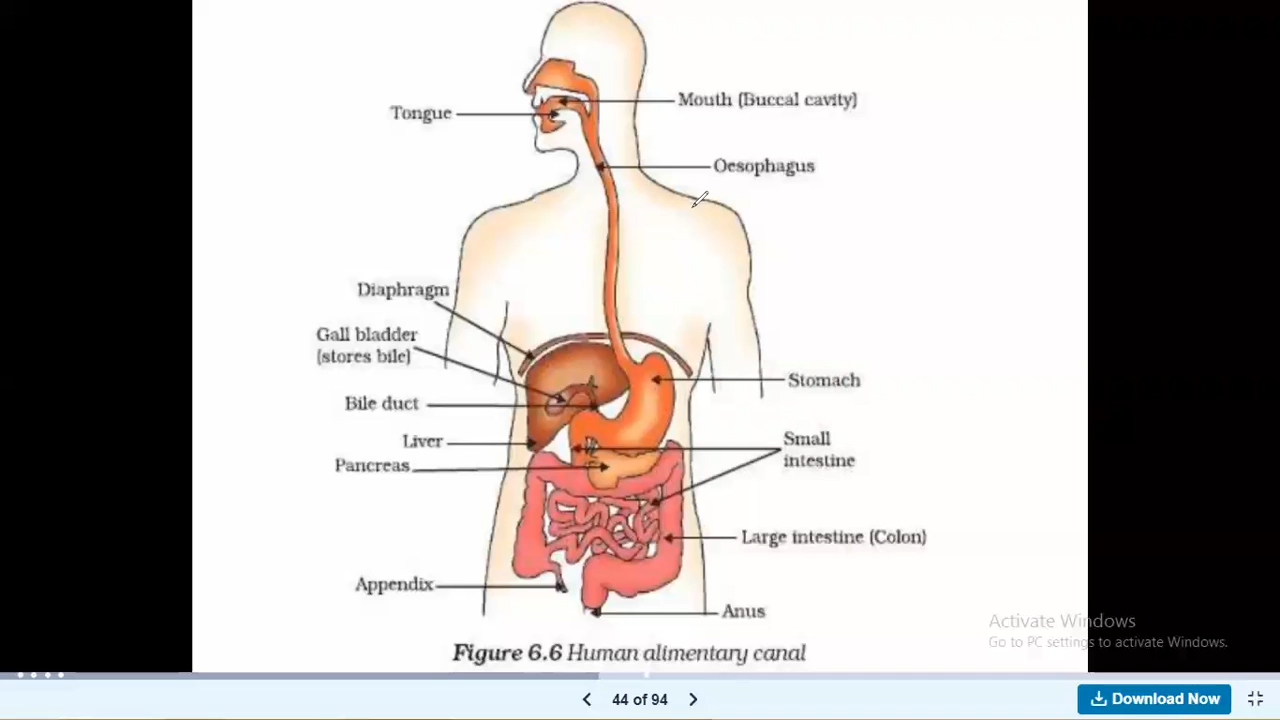 Mouth (Buccal cavity)
Tongue
Oesophagus
Diaphragm
Gall bladder
(stores bile)
Stomach
Bile duct
Liver
Small
intestine
Pancreas
Large intestine (Colon)
Appendix
Anus
Activate Windows
Go to PC settings to activate Windows.
Figure 6.6 Human alimentary canal
44 of 94
Download Now